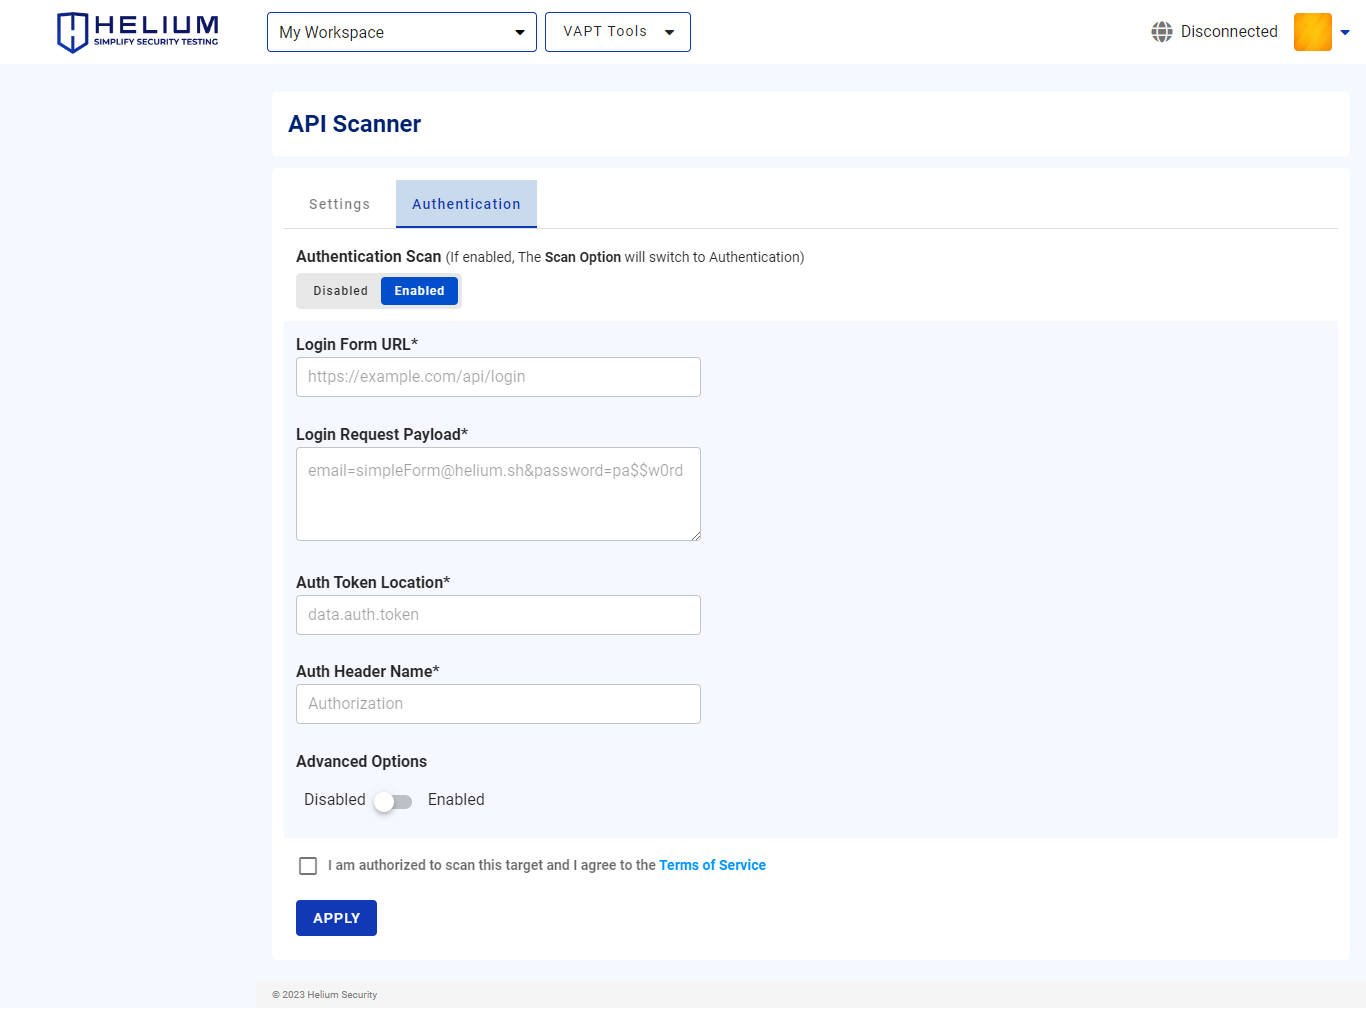 HELIUM
SIMPLIFY SECURITY TESTING
My Workspace
VAPT Tools
Disconnected
API Scanner
Settings
Authentication
Authentication Scan (If enabled, The Scan Option will switch to Authentication)
Disabled
Enabled
Login Form URL*
https://example.com/api/login
Login Request Payload*
email=simpleForm@helium.sh&password=pa$$w0rd
Auth Token Location*
data.auth.token
Auth Header Name*
Authorization
Advanced Options
Disabled
Enabled
I am authorized to scan this target and I agree to the Terms of Service
APPLY
© 2023 Helium Security